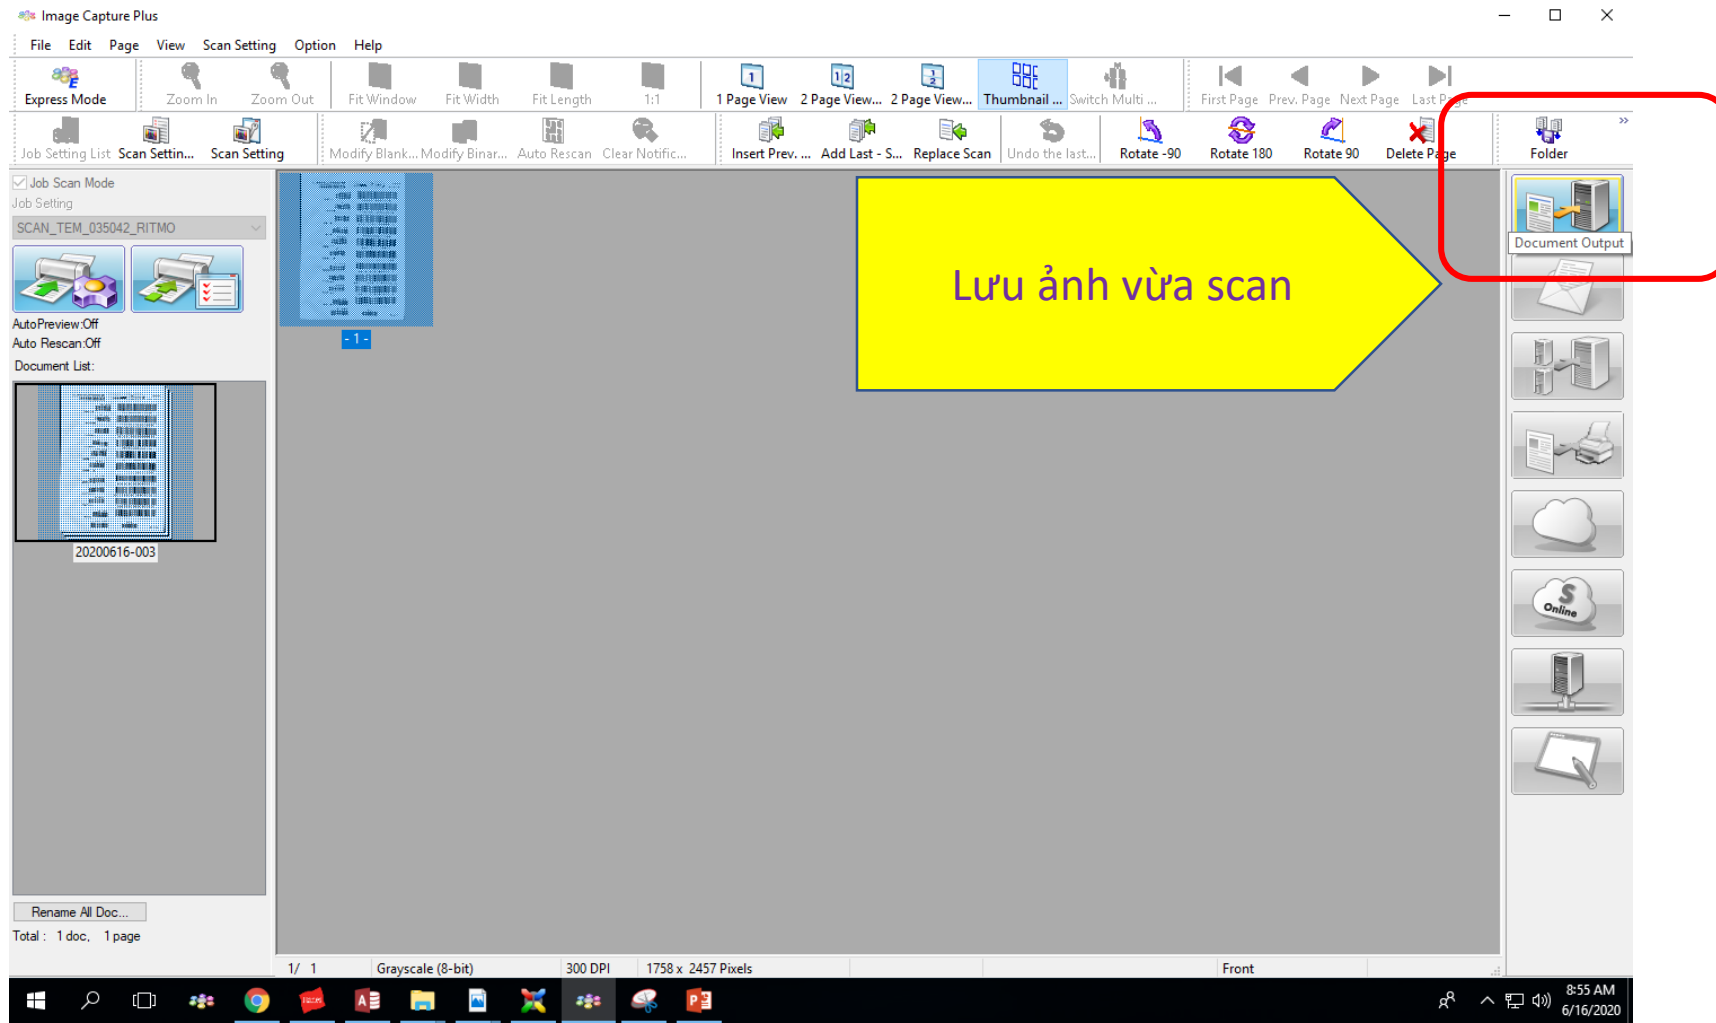 Image Capture Plus
File Edit Page View Scan Setting Option Help
Express Mode Zoom In Zoom Out Fit Window Fit Width Fit Length 1:1 1 Page View 2 Page View... 2 Page View... Thumbnail ... Switch Multi ... First Page Prev. Page Next Page Last Page
Job Setting List Scan Settin... Scan Setting Modify Blank... Modify Binar... Auto Rescan Clear Notific... Insert Prev. ... Add Last - S... Replace Scan Undo the last... Rotate -90 Rotate 180 Rotate 90 Delete Page Folder
Job Scan Mode
Job Setting
SCAN_TEM_035042_RITMO
AutoPreview:Off
Auto Rescan:Off
Document List:
20200616-003
Rename All Doc...
Total : 1 doc, 1 page
- 1 -
Lưu ảnh vừa scan
Document Output
S
Online
1/ 1 Grayscale (8-bit) 300 DPI 1758 x 2457 Pixels Front
8:55 AM
6/16/2020